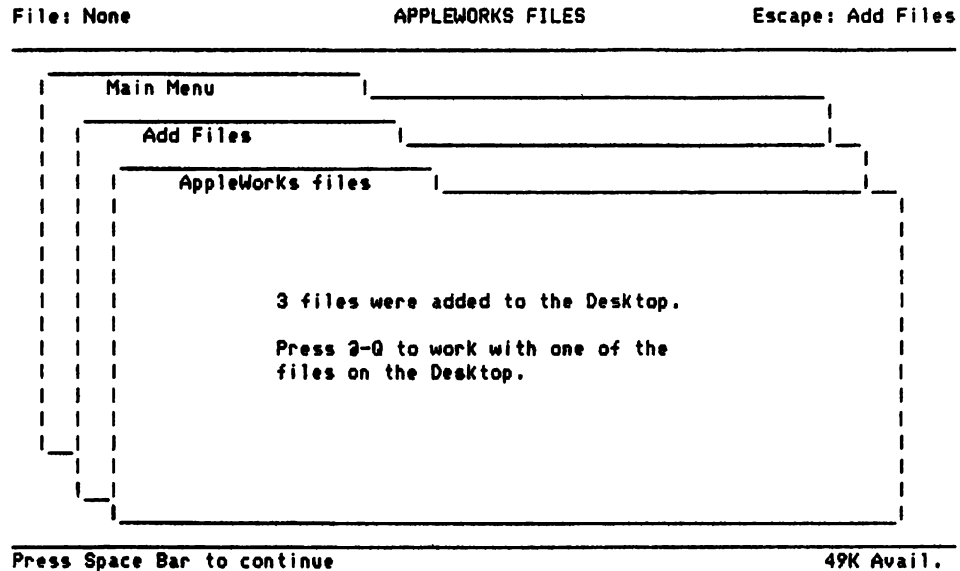 File: None APPLEWORKS FILES Escape: Add Files
Main Menu
Add Files
AppleWorks files
3 files were added to the Desktop.
Press @-Q to work with one of the
files on the Desktop.
Press Space Bar to continue 49K Avail.